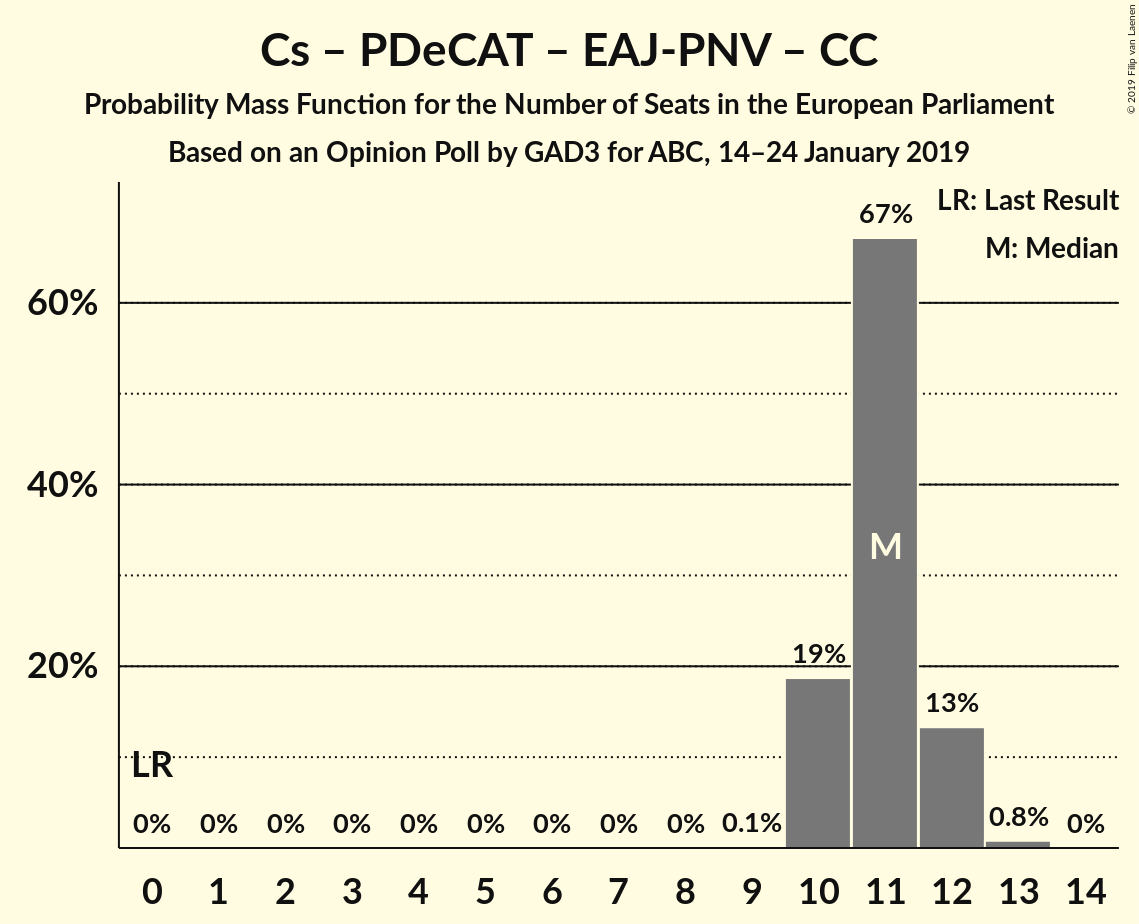 Cs – PDeCAT – EAJ-PNV – CC
Probability Mass Function for the Number of Seats in the European Parliament
Based on an Opinion Poll by GAD3 for ABC, 14–24 January 2019
© 2019 Filip van Laenen
LR: Last Result
M: Median
67%
60%
40%
M
20%
19%
13%
LR
0% 0% 0% 0% 0% 0% 0% 0% 0% 0.1% 0.8% 0%
0 1 2 3 4 5 6 7 8 9 10 11 12 13 14